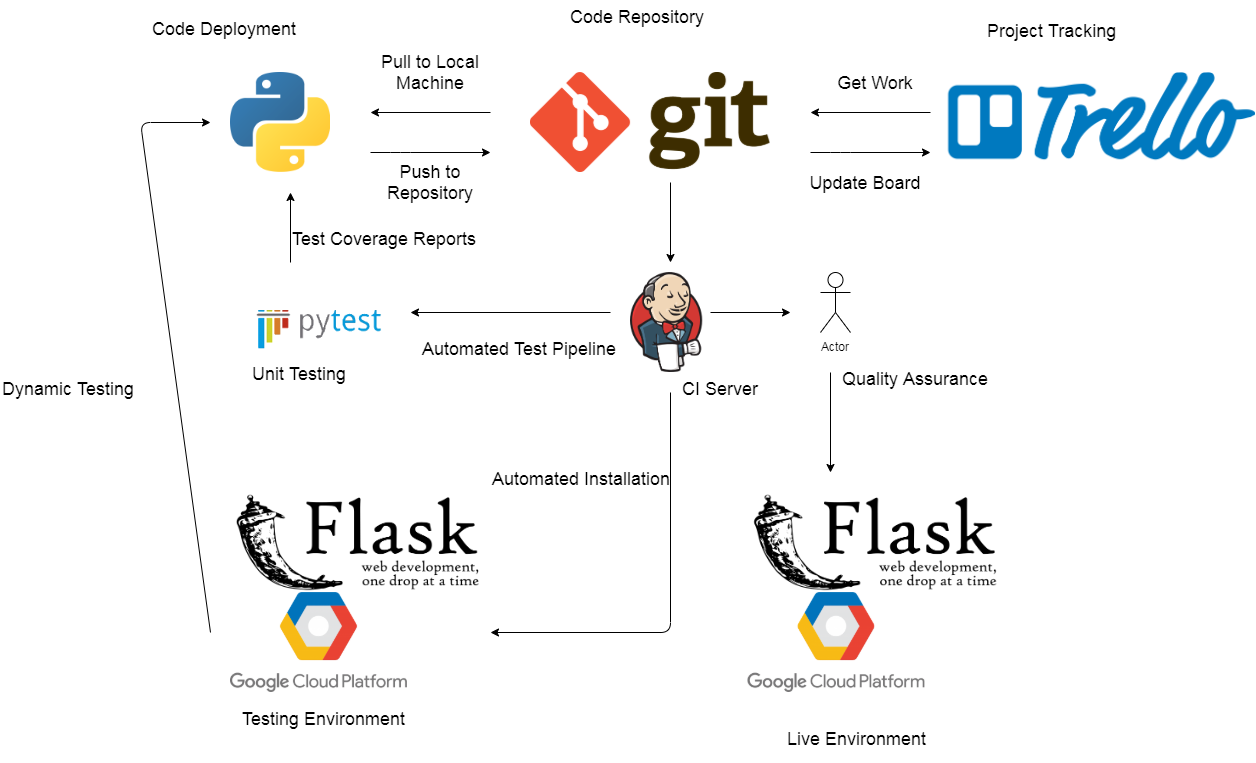 Code Deployment
Code Repository
Project Tracking
Pull to Local
Machine
Get Work
git
Trello
Push to
Repository
Update Board
Test Coverage Reports
pytest
Automated Test Pipeline
Unit Testing
Actor
CI Server
Quality Assurance
Dynamic Testing
Automated Installation
Flask
web development,
one drop at a time
Google Cloud Platform
Testing Environment
Flask
web development,
one drop at a time
Google Cloud Platform
Live Environment